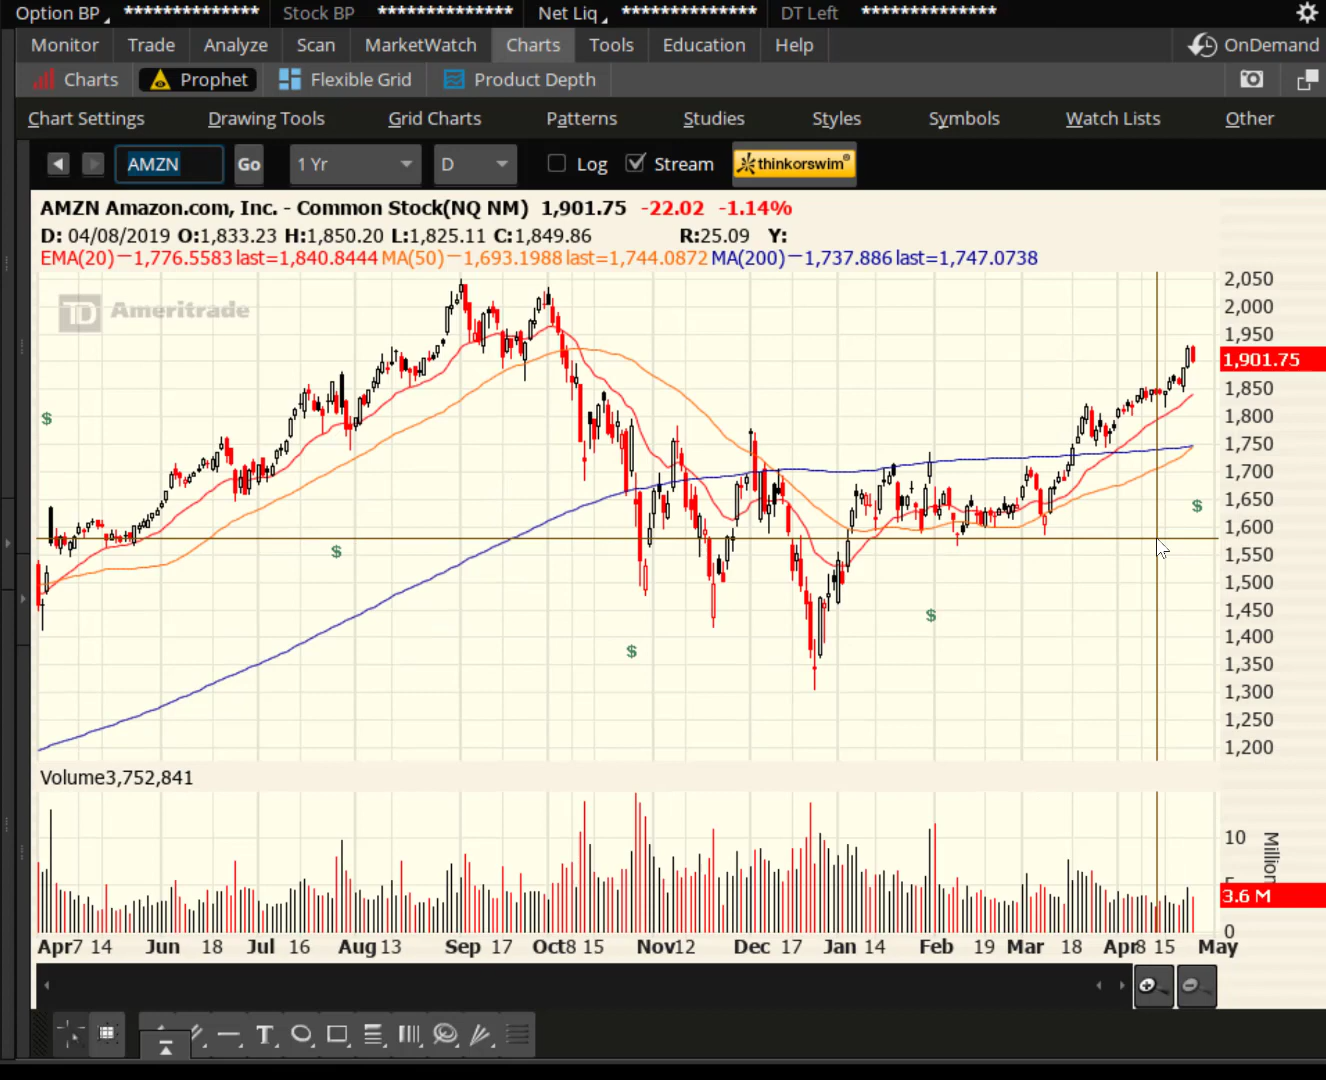 Option BP ************** Stock BP ************** Net Liq ************** DT Left **************
Monitor Trade Analyze Scan MarketWatch Charts Tools Education Help OnDemand
Charts Prophet Flexible Grid Product Depth
Chart Settings Drawing Tools Grid Charts Patterns Studies Styles Symbols Watch Lists Other
AMZN Go 1 Yr D Log Stream thinkorswim®
AMZN Amazon.com, Inc. - Common Stock(NQ NM) 1,901.75 -22.02 -1.14%
D: 04/08/2019 O:1,833.23 H:1,850.20 L:1,825.11 C:1,849.86 R:25.09 Y:
EMA(20)—1,776.5583 last=1,840.8444 MA(50)—1,693.1988 last=1,744.0872 MA(200)—1,737.886 last=1,747.0738
TD Ameritrade
2,050
2,000
1,950
1,901.75
1,850
1,800
1,750
1,700
1,650
1,600
1,550
1,500
1,450
1,400
1,350
1,300
1,250
1,200
$
$
$
$
$
Volume3,752,841
10
5
Million
3.6 M
0
Apr7 14 Jun 18 Jul 16 Aug13 Sep 17 Oct8 15 Nov12 Dec 17 Jan 14 Feb 19 Mar 18 Apr8 15 May
T